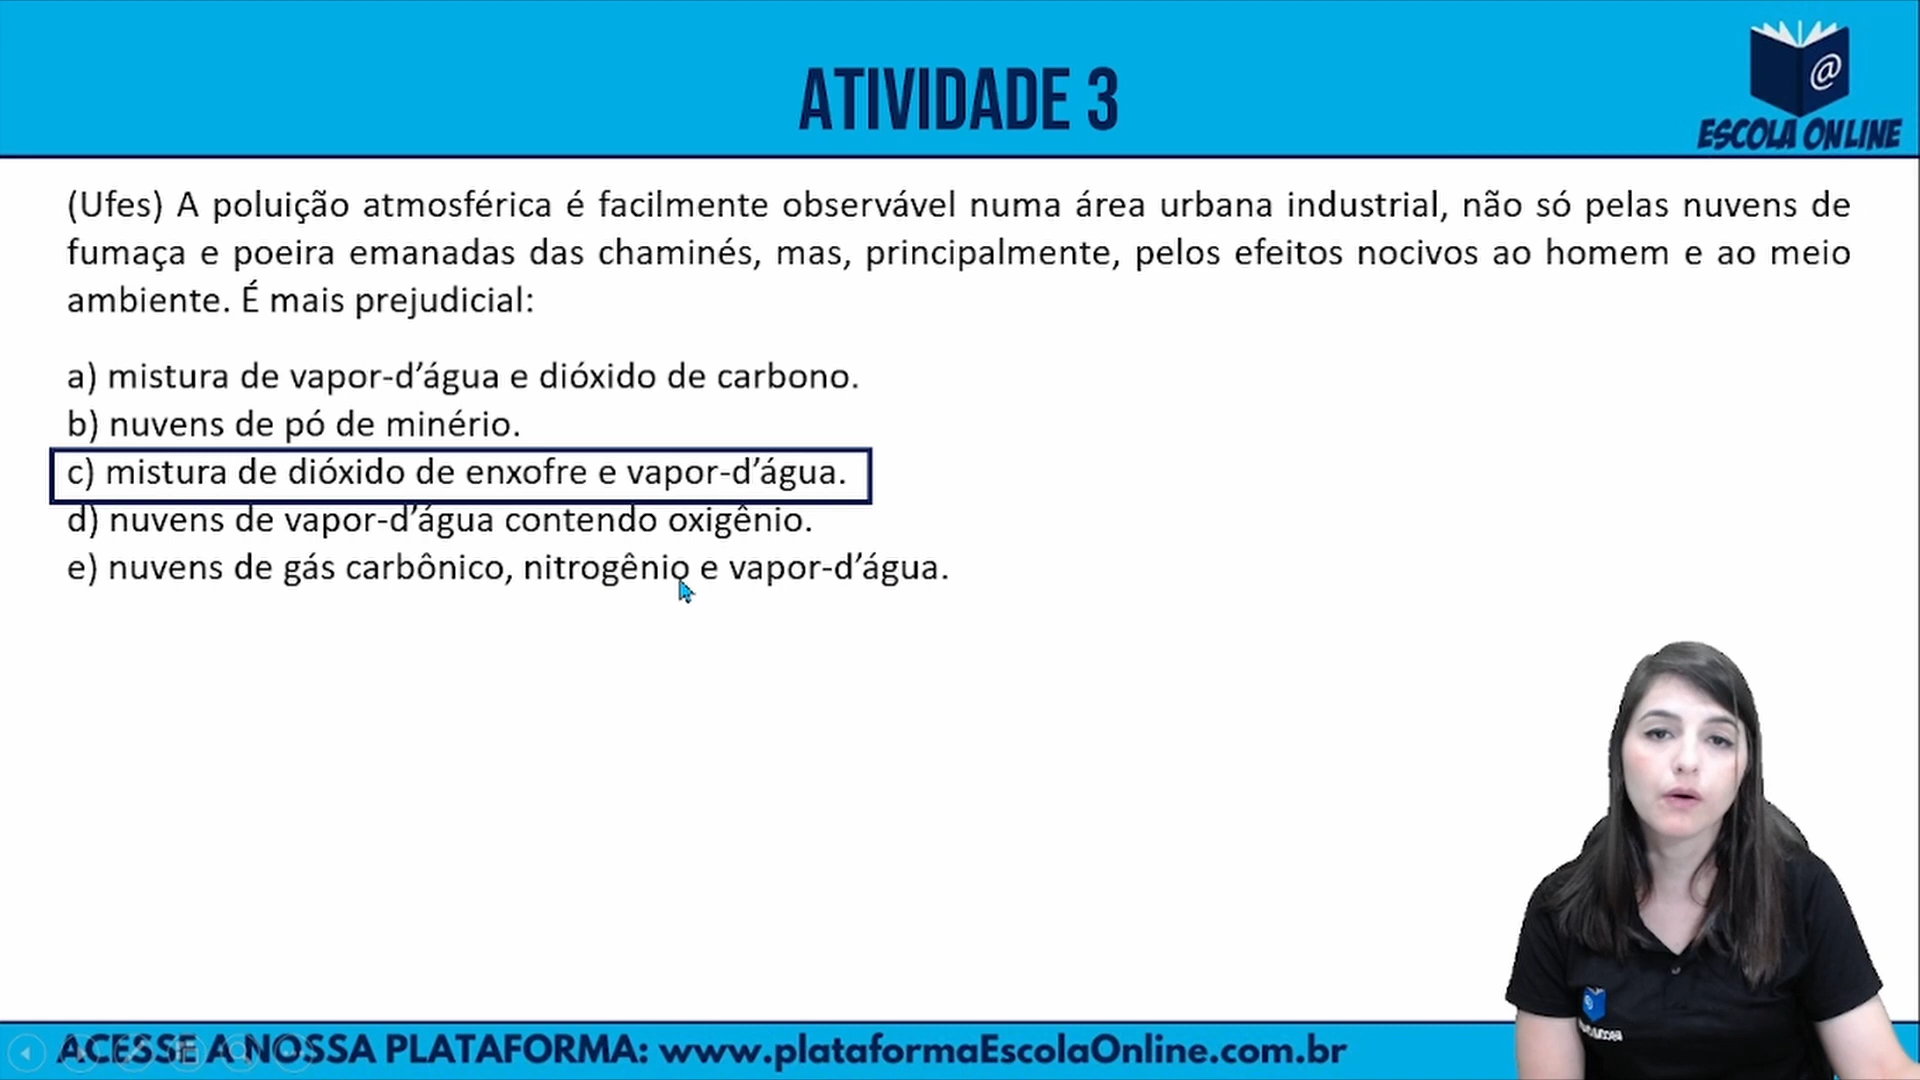 ATIVIDADE 3
@
ESCOLA ONLINE
(Ufes) A poluição atmosférica é facilmente observável numa área urbana industrial, não só pelas nuvens de
fumaça e poeira emanadas das chaminés, mas, principalmente, pelos efeitos nocivos ao homem e ao meio
ambiente. É mais prejudicial:
a) mistura de vapor-d’água e dióxido de carbono.
b) nuvens de pó de minério.
c) mistura de dióxido de enxofre e vapor-d’água.
d) nuvens de vapor-d’água contendo oxigênio.
e) nuvens de gás carbônico, nitrogênio e vapor-d’água.
ACESSE A NOSSA PLATAFORMA: www.plataformaEscolaOnline.com.br